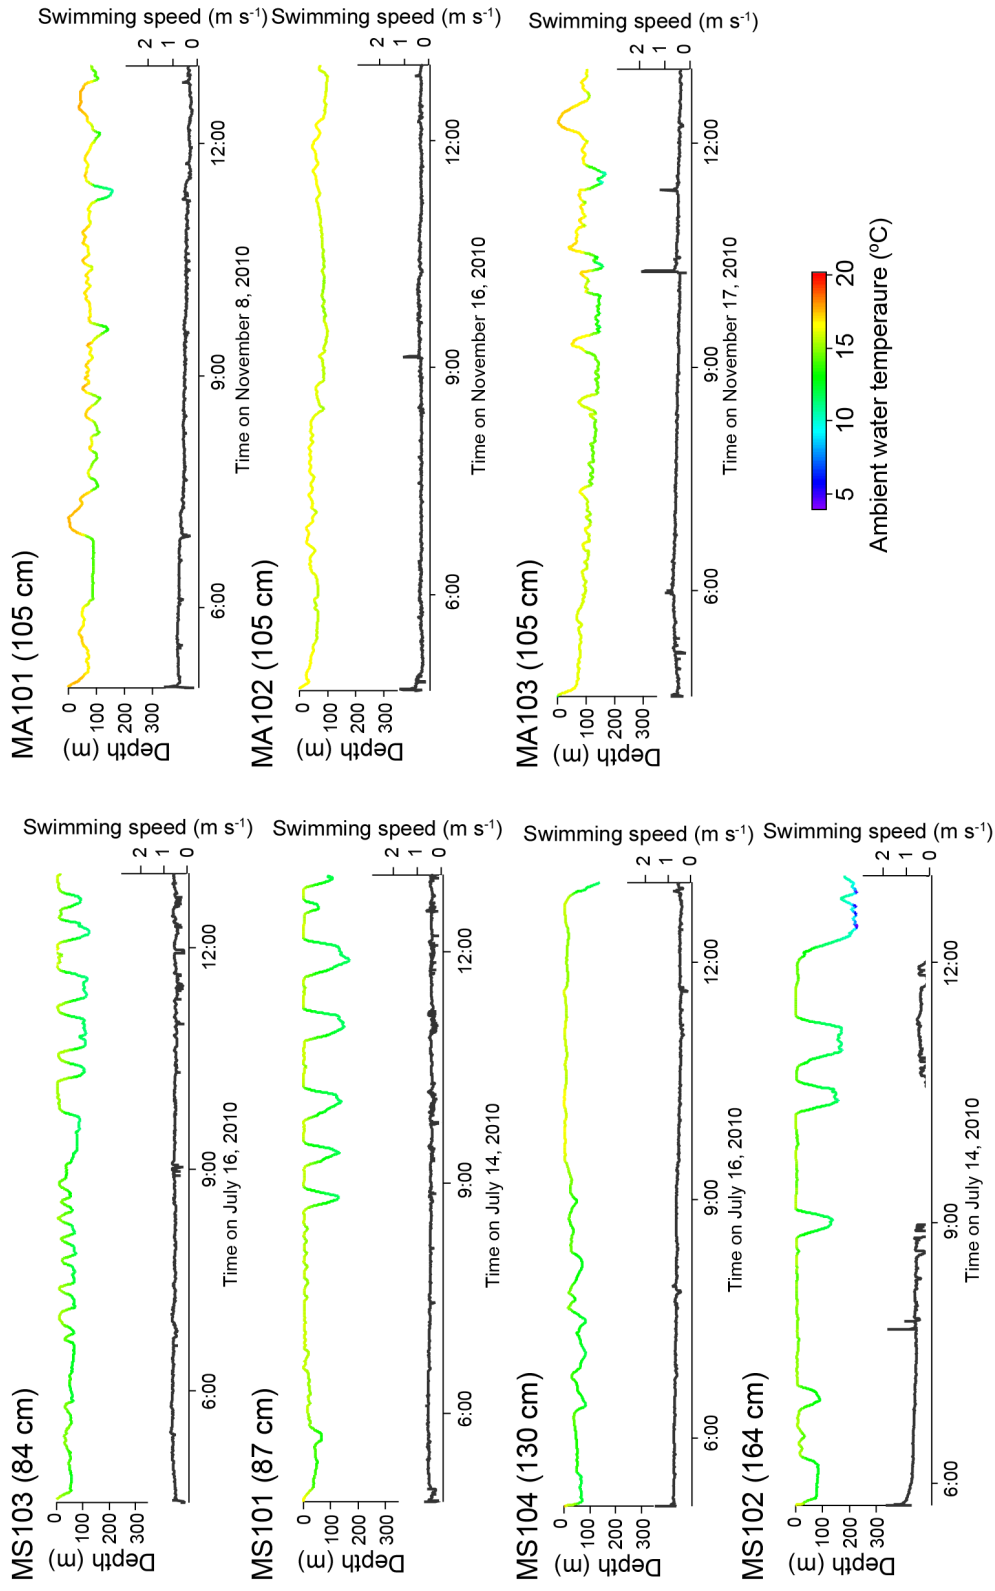 MS103 (84 cm)
Swimming speed (m s-1)
0
100
200
300
Depth (m)
2
1
0
6:00
9:00
12:00
Time on July 16, 2010
MS101 (87 cm)
Swimming speed (m s-1)
0
100
200
300
Depth (m)
2
1
0
6:00
9:00
12:00
Time on July 14, 2010
MS104 (130 cm)
Swimming speed (m s-1)
0
100
200
300
Depth (m)
2
1
0
6:00
9:00
12:00
Time on July 16, 2010
MS102 (164 cm)
Swimming speed (m s-1)
0
100
200
300
Depth (m)
2
1
0
6:00
9:00
12:00
Time on July 14, 2010
MA101 (105 cm)
Swimming speed (m s-1)
0
100
200
300
Depth (m)
2
1
0
6:00
9:00
12:00
Time on November 8, 2010
MA102 (105 cm)
Swimming speed (m s-1)
0
100
200
300
Depth (m)
2
1
0
6:00
9:00
12:00
Time on November 16, 2010
MA103 (105 cm)
Swimming speed (m s-1)
0
100
200
300
Depth (m)
2
1
0
6:00
9:00
12:00
Time on November 17, 2010
5
10
15
20
Ambient water temperaure (ºC)